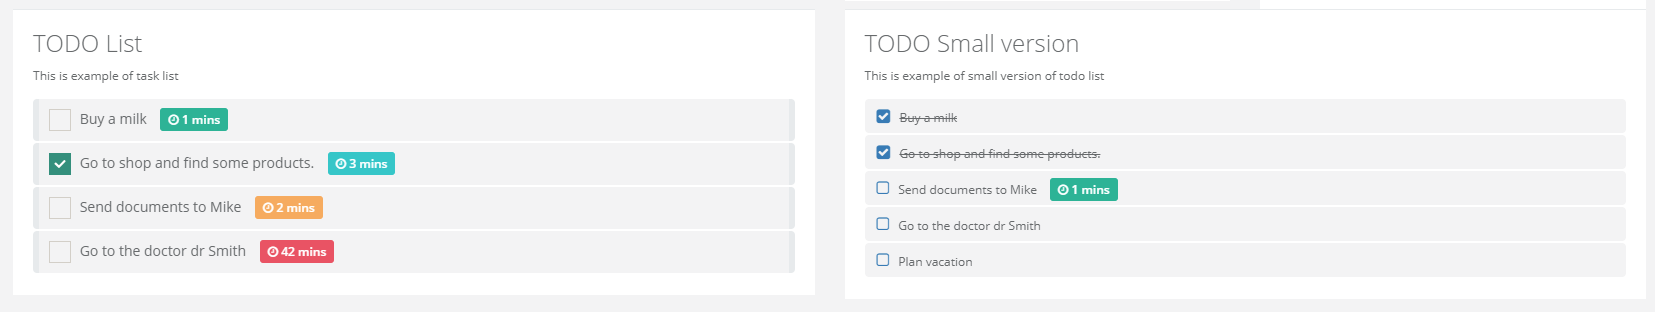 TODO List
This is example of task list
Buy a milk 1 mins
Go to shop and find some products. 3 mins
Send documents to Mike 2 mins
Go to the doctor dr Smith 42 mins
TODO Small version
This is example of small version of todo list
Buy a milk
Go to shop and find some products.
Send documents to Mike 1 mins
Go to the doctor dr Smith
Plan vacation